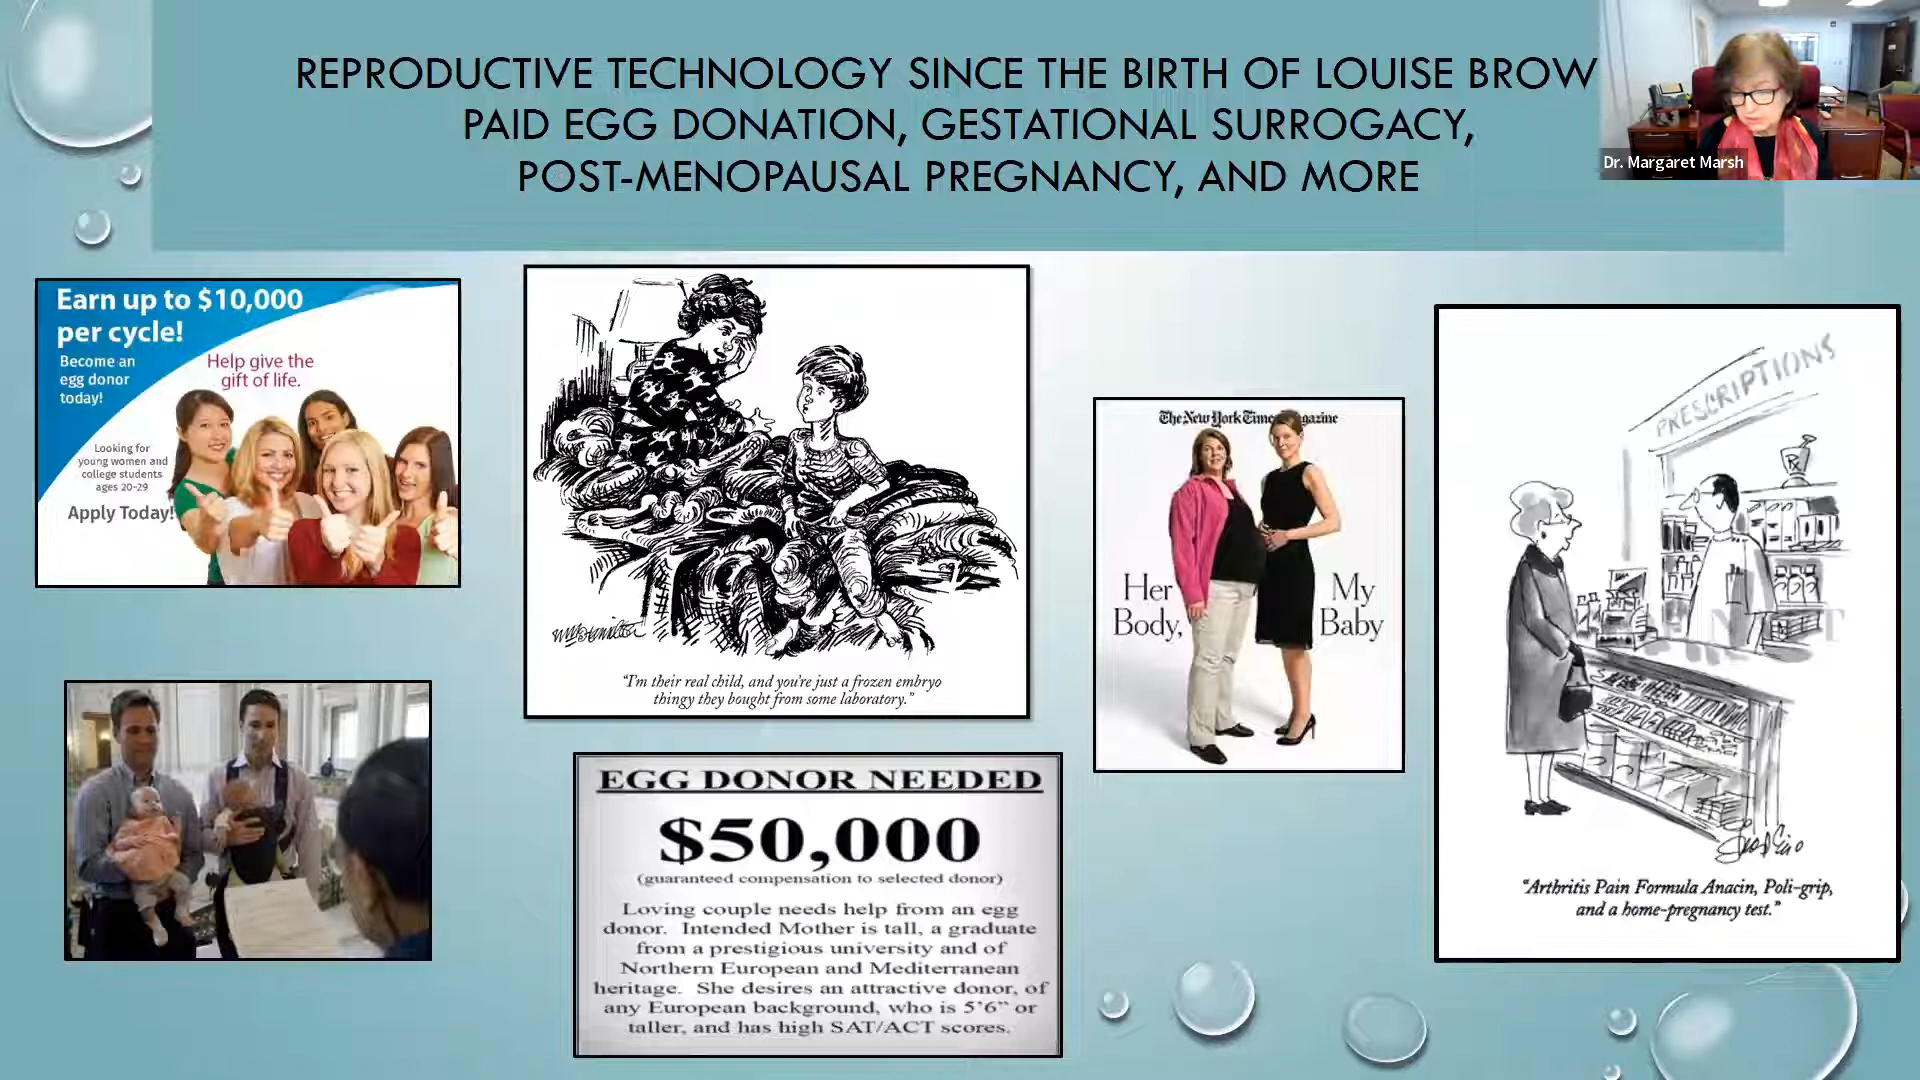 REPRODUCTIVE TECHNOLOGY SINCE THE BIRTH OF LOUISE BROW
PAID EGG DONATION, GESTATIONAL SURROGACY,
POST-MENOPAUSAL PREGNANCY, AND MORE
Dr. Margaret Marsh
Earn up to $10,000
per cycle!
Become an
egg donor
today!
Help give the
gift of life.
Looking for
young women and
college students
ages 20-29
Apply Today!
"I'm their real child, and you're just a frozen embryo
thingy they bought from some laboratory."
EGG DONOR NEEDED
$50,000
(guaranteed compensation to selected donor)
Loving couple needs help from an egg
donor. Intended Mother is tall, a graduate
from a prestigious university and of
Northern European and Mediterranean
heritage. She desires an attractive donor, of
any European background, who is 5'6" or
taller, and has high SAT/ACT scores.
The New York Times Magazine
Her
Body,
My
Baby
PRESCRIPTIONS
Rx
"Arthritis Pain Formula Anacin, Poli-grip,
and a home-pregnancy test."